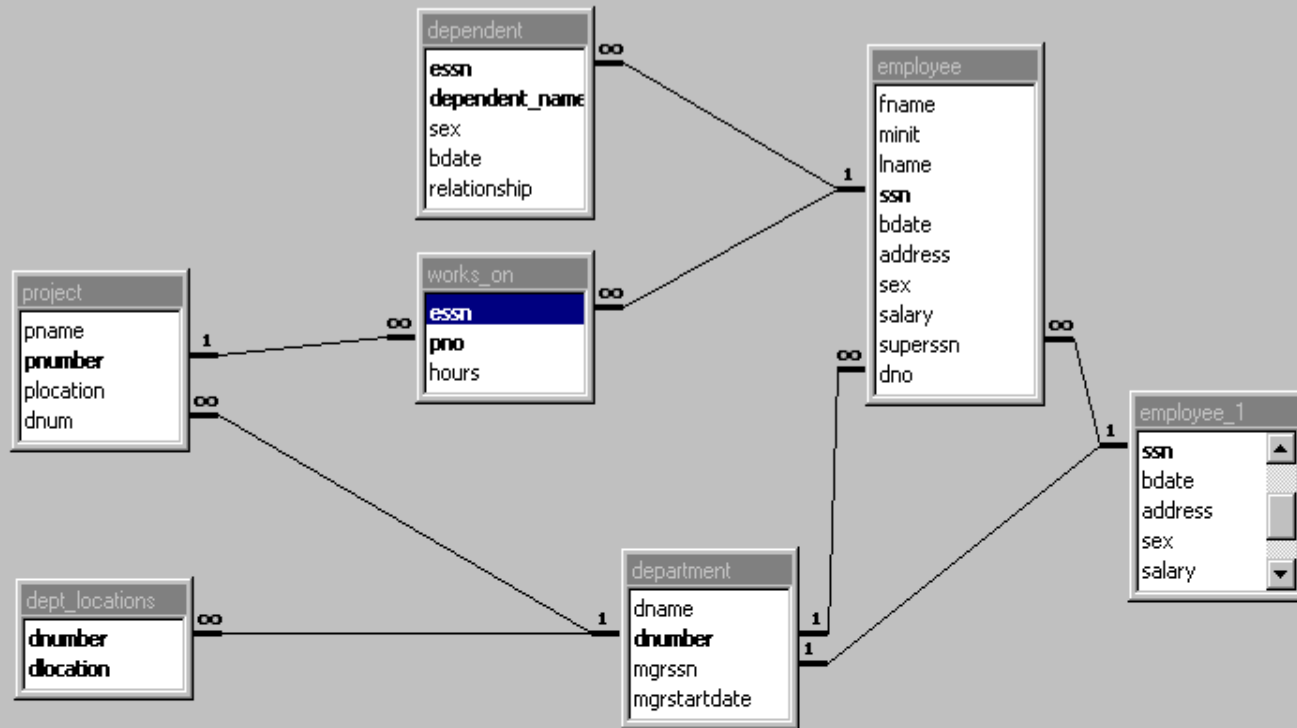 dependent
essn
dependent_name
sex
bdate
relationship
employee
fname
minit
lname
ssn
bdate
address
sex
salary
superssn
dno
works_on
essn
pno
hours
project
pname
pnumber
plocation
dnum
employee_1
ssn
bdate
address
sex
salary
department
dname
dnumber
mgrssn
mgrstartdate
dept_locations
dnumber
dlocation
∞
1
∞
1
∞
∞
∞
∞
1
∞
1
1
1